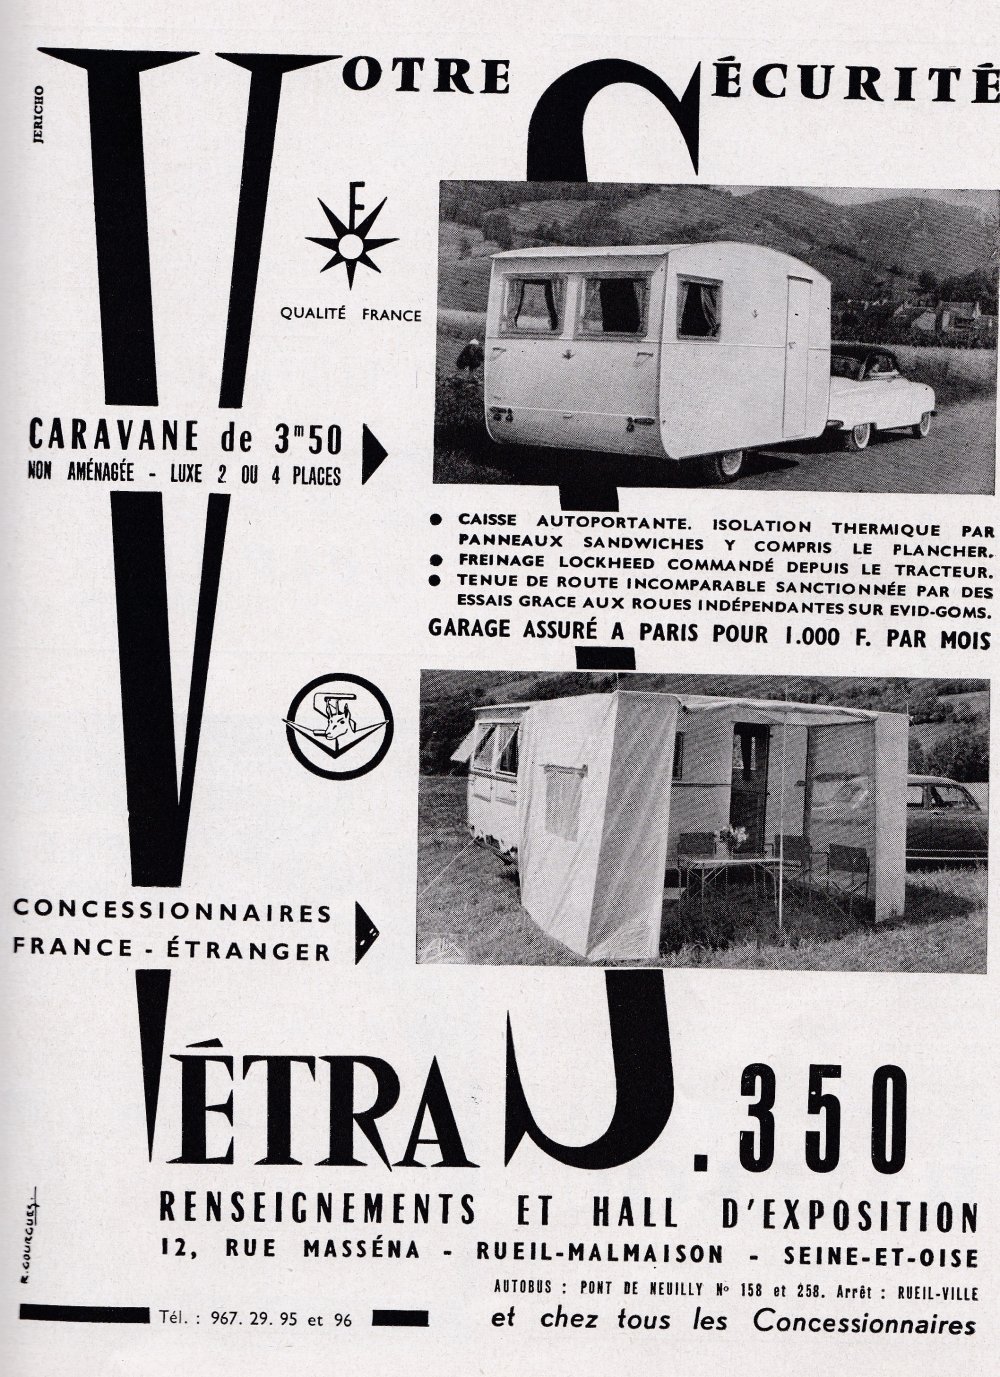 VOTRE SÉCURITÉ
JERICHO
F
QUALITÉ FRANCE
CARAVANE de 3m50
NON AMÉNAGÉE - LUXE 2 OU 4 PLACES
● CAISSE AUTOPORTANTE. ISOLATION THERMIQUE PAR
PANNEAUX SANDWICHES Y COMPRIS LE PLANCHER.
● FREINAGE LOCKHEED COMMANDÉ DEPUIS LE TRACTEUR.
● TENUE DE ROUTE INCOMPARABLE SANCTIONNÉE PAR DES
ESSAIS GRACE AUX ROUES INDÉPENDANTES SUR EVID-GOMS.
GARAGE ASSURÉ A PARIS POUR 1.000 F. PAR MOIS
CONCESSIONNAIRES
FRANCE - ÉTRANGER
VÉTRA S.350
RENSEIGNEMENTS ET HALL D'EXPOSITION
12, RUE MASSÉNA - RUEIL-MALMAISON - SEINE-ET-OISE
AUTOBUS : PONT DE NEUILLY No 158 et 258. Arrêt : RUEIL-VILLE
Tél. : 967. 29. 95 et 96
et chez tous les Concessionnaires
R. GOURGUES.